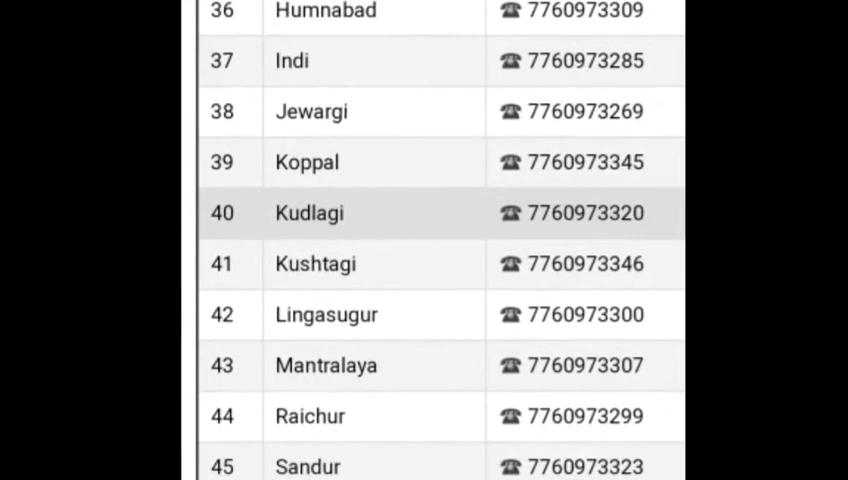 36 Humnabad ☎ 7760973309
37 Indi ☎ 7760973285
38 Jewargi ☎ 7760973269
39 Koppal ☎ 7760973345
40 Kudlagi ☎ 7760973320
41 Kushtagi ☎ 7760973346
42 Lingasugur ☎ 7760973300
43 Mantralaya ☎ 7760973307
44 Raichur ☎ 7760973299
45 Sandur ☎ 7760973323